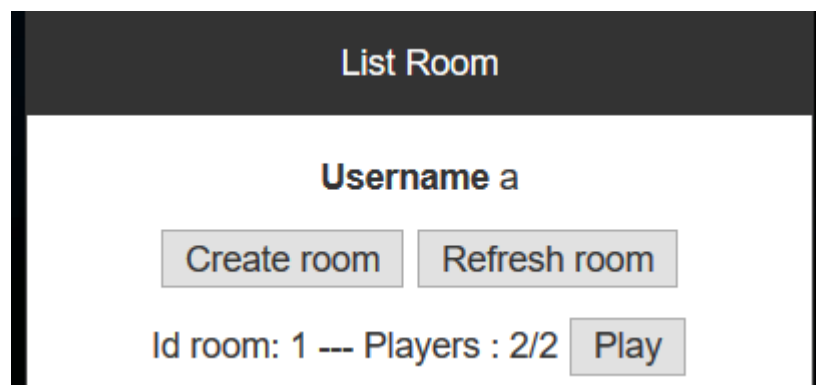 List Room
Username a
Create room Refresh room
Id room: 1 --- Players : 2/2 Play